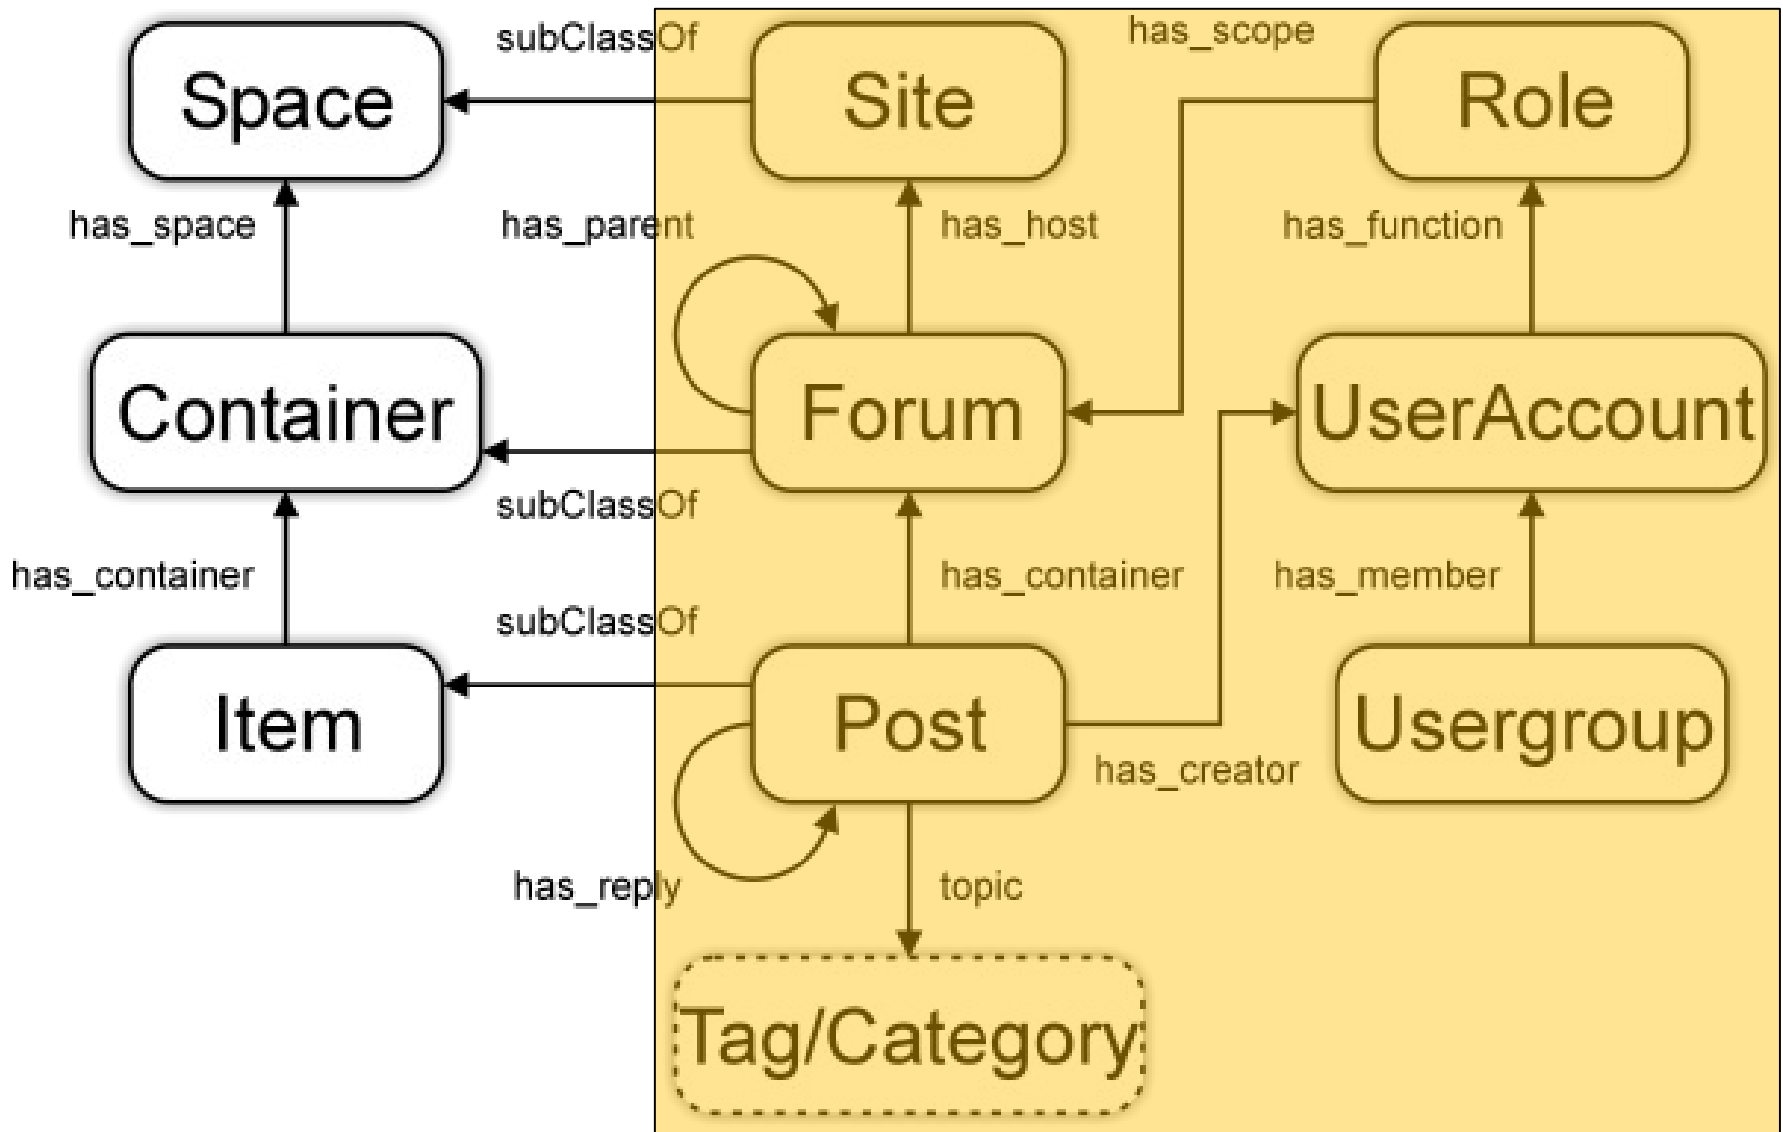 subClassOf
has_scope
Space
Site
Role
has_space
has_parent
has_host
has_function
Container
Forum
UserAccount
subClassOf
has_container
has_container
has_member
subClassOf
Item
Post
Usergroup
has_creator
has_reply
topic
Tag/Category